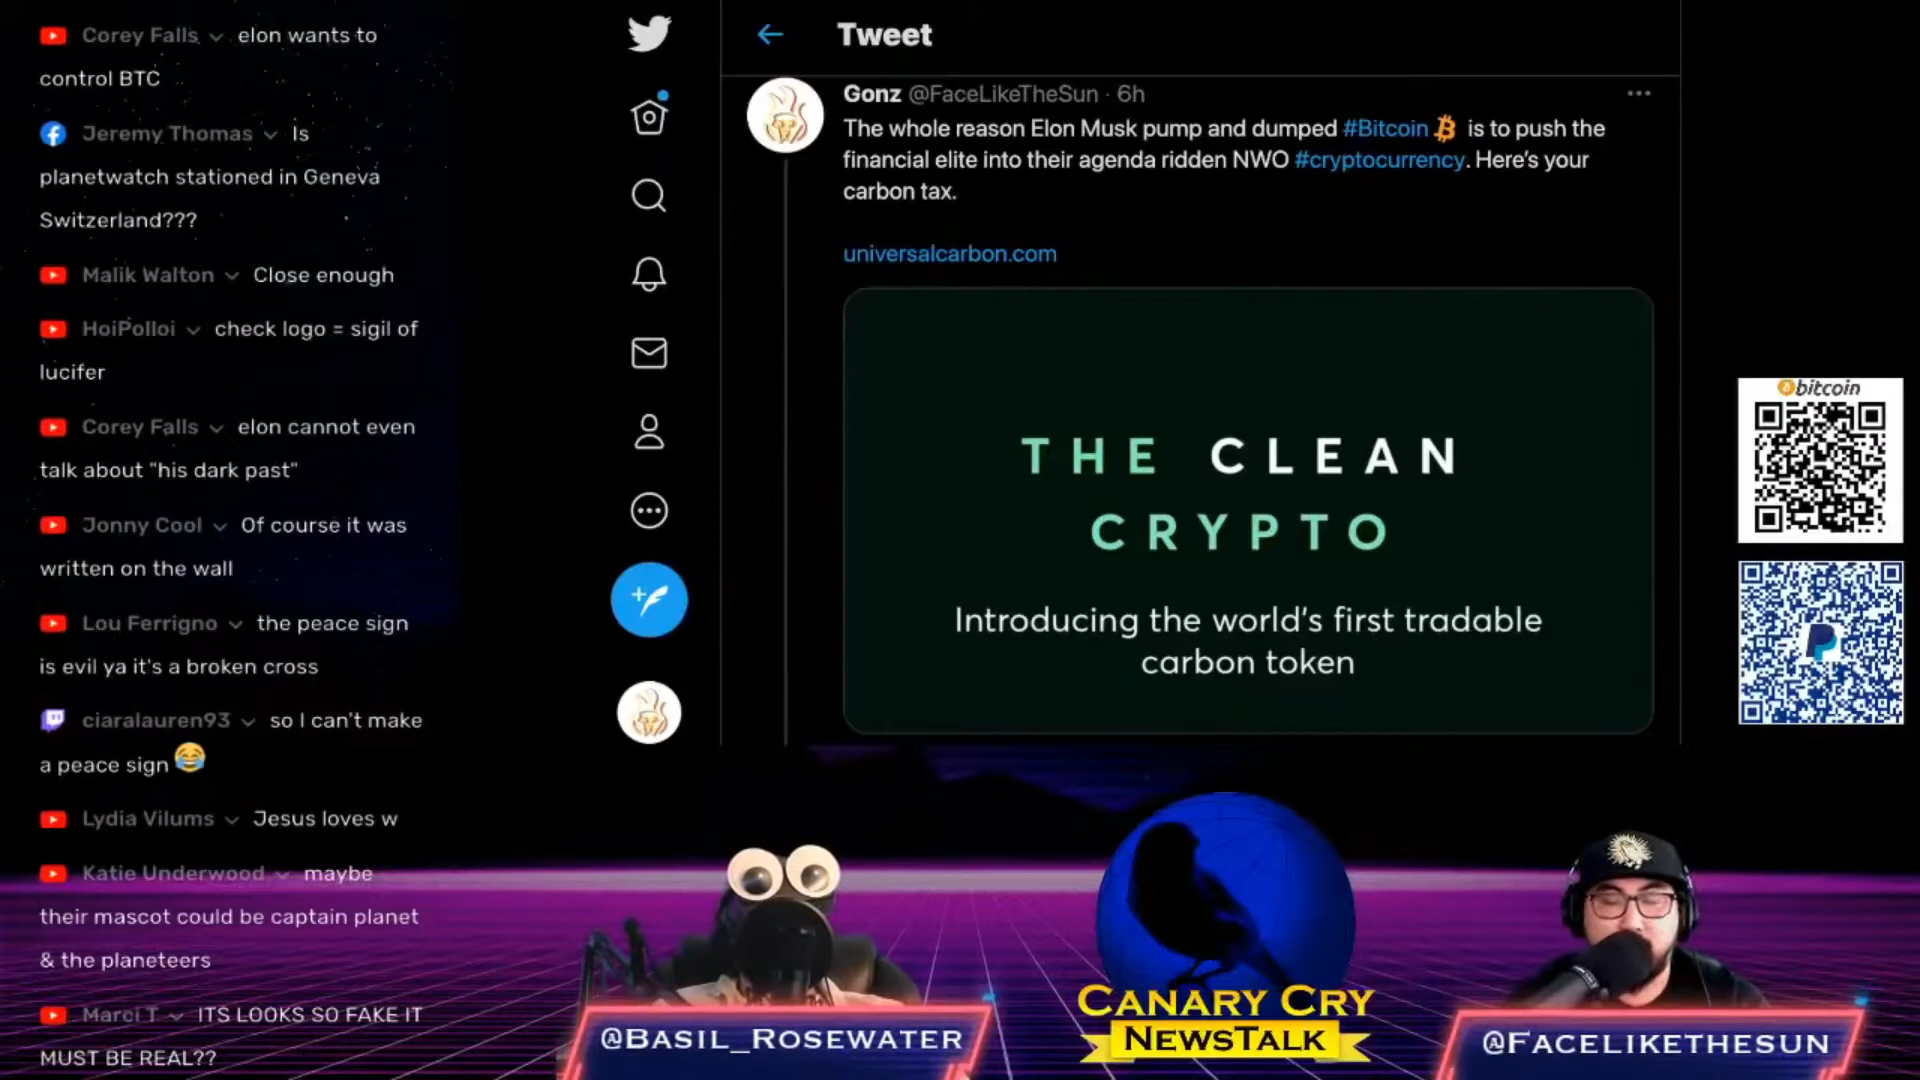 Corey Falls elon wants to
control BTC
Jeremy Thomas Is
planetwatch stationed in Geneva
Switzerland???
Malik Walton Close enough
HoiPolloi check logo = sigil of
lucifer
Corey Falls elon cannot even
talk about "his dark past"
Jonny Cool Of course it was
written on the wall
Lou Ferrigno the peace sign
is evil ya it's a broken cross
ciaralauren93 so I can't make
a peace sign 😂
Lydia Vilums Jesus loves w
Katie Underwood maybe
their mascot could be captain planet
& the planeteers
Marci T ITS LOOKS SO FAKE IT
MUST BE REAL??
Tweet
Gonz @FaceLikeTheSun · 6h
The whole reason Elon Musk pump and dumped #Bitcoin is to push the
financial elite into their agenda ridden NWO #cryptocurrency. Here's your
carbon tax.
universalcarbon.com
THE CLEAN
CRYPTO
Introducing the world's first tradable
carbon token
bitcoin
@BASIL_ROSEWATER
CANARY CRY
NEWSTALK
@FACELIKETHESUN